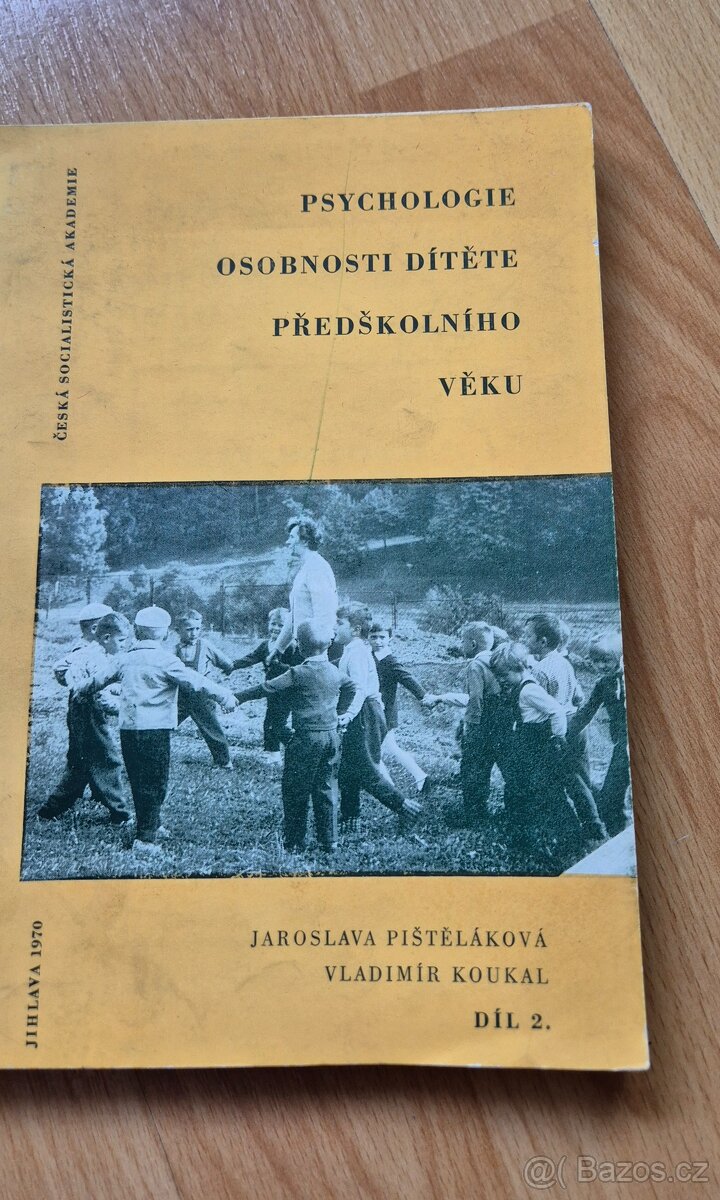 ČESKÁ SOCIALISTICKÁ AKADEMIE
PSYCHOLOGIE
OSOBNOSTI DÍTĚTE
PŘEDŠKOLNÍHO
VĚKU
JIHLAVA 1970
JAROSLAVA PIŠTĚLÁKOVÁ
VLADIMÍR KOUKAL
DÍL 2.
@( Bazos.cz